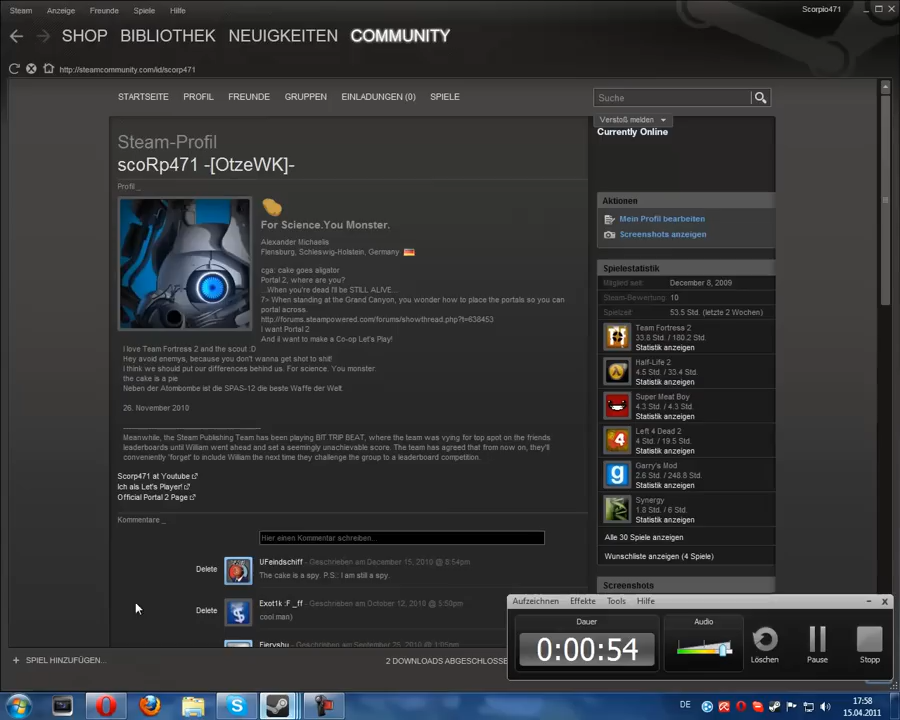 Steam Anzeige Freunde Spiele Hilfe
Scorpio471
SHOP BIBLIOTHEK NEUIGKEITEN COMMUNITY
http://steamcommunity.com/id/scorp471
STARTSEITE PROFIL FREUNDE GRUPPEN EINLADUNGEN (0) SPIELE
Suche
Steam-Profil
scoRp471 -[OtzeWK]-
Profil _
For Science.You Monster.
Alexander Michaelis
Flensburg, Schleswig-Holstein, Germany
cga: cake goes aligator
Portal 2, where are you?
...When you're dead I'll be STILL ALIVE...
7> When standing at the Grand Canyon, you wonder how to place the portals so you can
portal across.
http://forums.steampowered.com/forums/showthread.php?t=838453
I want Portal 2
And il want to make a Co-op Let's Play!
I love Team Fortress 2 and the scout :D
Hey avoid enemys, because you don't wanna get shot to shit!
I think we should put our differences behind us. For science. You monster.
the cake is a pie
Neben der Atombombe ist die SPAS-12 die beste Waffe der Welt.
26. November 2010
Meanwhile, the Steam Publishing Team has been playing BIT.TRIP BEAT, where the team was vying for top spot on the friends
leaderboards until William went ahead and set a seemingly unachievable score. The team has agreed that from now on, they'll
conveniently 'forget' to include William the next time they challenge the group to a leaderboard competition.
Scorp471 at Youtube
Ich als Let's Player!
Official Portal 2 Page
Kommentare _
Hier einen Kommentar schreiben...
Delete
UFeindschiff - Geschrieben am December 15, 2010 @ 8:54pm
The cake is a spy. P.S.: I am still a spy.
Delete
Exot1k :F _ff - Geschrieben am October 12, 2010 @ 5:50pm
cool man)
Verstoß melden
Currently Online
Aktionen
Mein Profil bearbeiten
Screenshots anzeigen
Spielestatistik
Mitglied seit: December 8, 2009
Steam-Bewertung: 10
Spielzeit: 53.5 Std. (letzte 2 Wochen)
Team Fortress 2
33.8 Std. / 180.2 Std.
Statistik anzeigen
Half-Life 2
4.5 Std. / 33.4 Std.
Statistik anzeigen
Super Meat Boy
4.3 Std. / 4.3 Std.
Statistik anzeigen
Left 4 Dead 2
4 Std. / 19.5 Std.
Statistik anzeigen
Garry's Mod
2.6 Std. / 248.8 Std.
Statistik anzeigen
Synergy
1.8 Std. / 6 Std.
Statistik anzeigen
Alle 30 Spiele anzeigen
Wunschliste anzeigen (4 Spiele)
Screenshots
Aufzeichnen Effekte Tools Hilfe
Dauer
0:00:54
Audio
Löschen Pause Stopp
+ SPIEL HINZUFÜGEN...
2 DOWNLOADS ABGESCHLOSSE
DE
17:58
15.04.2011